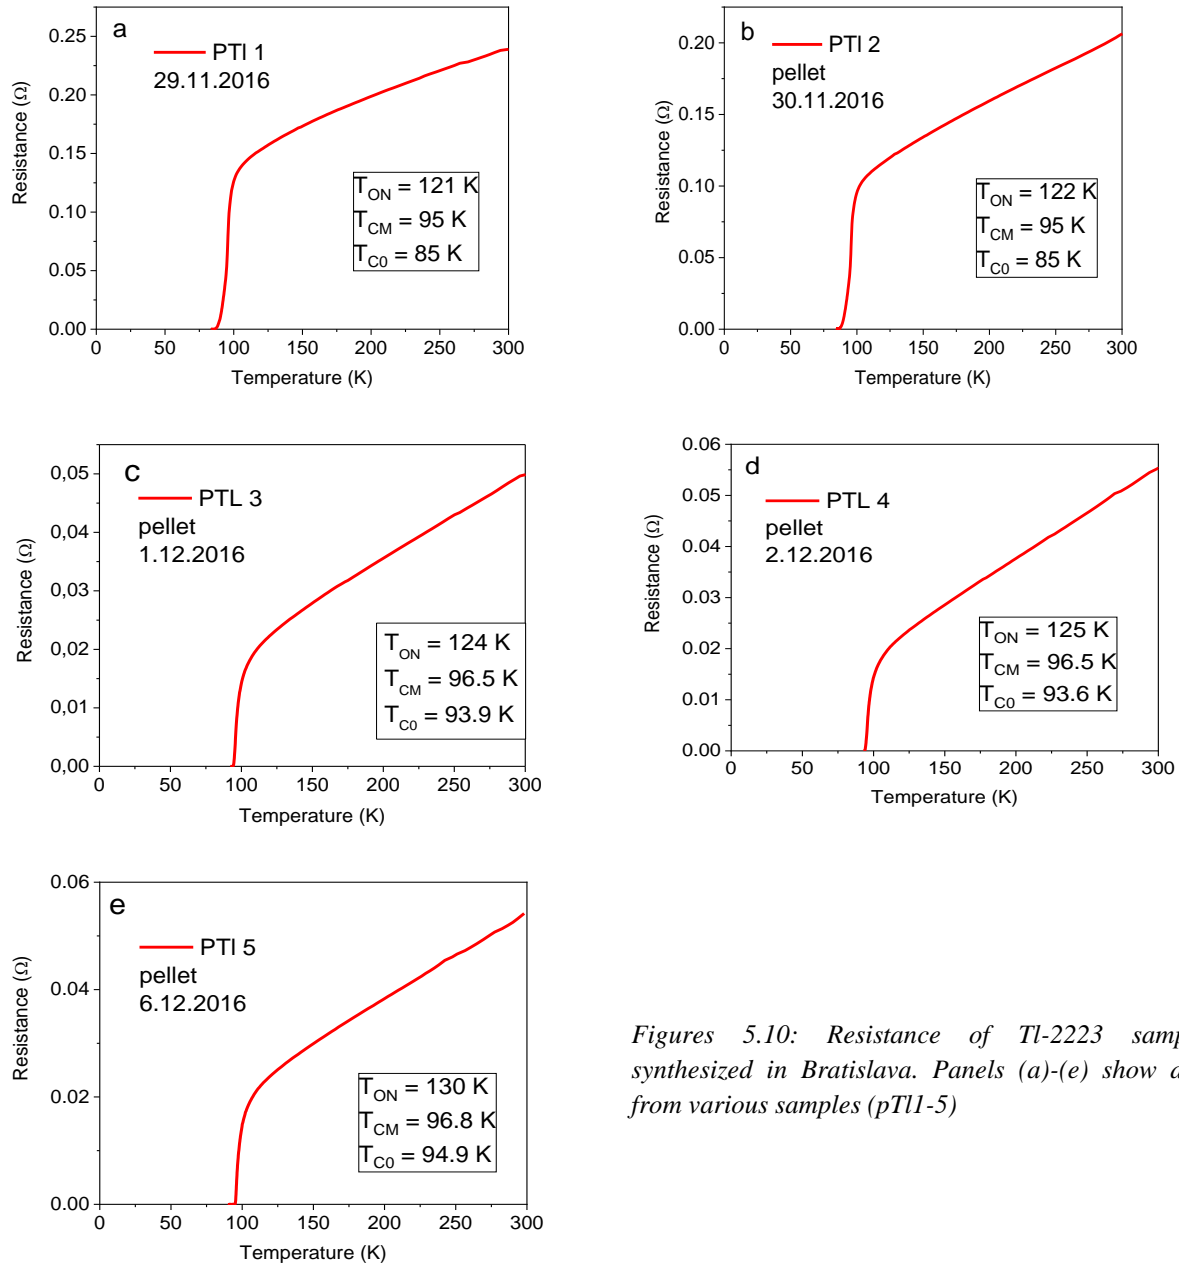 a
PTl 1
29.11.2016
0.25
0.20
0.15
0.10
0.05
0.00
Resistance (Ω)
T_ON = 121 K
T_CM = 95 K
T_C0 = 85 K
0 50 100 150 200 250 300
Temperature (K)
b
PTl 2
pellet
30.11.2016
0.20
0.15
0.10
0.05
0.00
Resistance (Ω)
T_ON = 122 K
T_CM = 95 K
T_C0 = 85 K
0 50 100 150 200 250 300
Temperature (K)
c
PTL 3
pellet
1.12.2016
0,05
0,04
0,03
0,02
0,01
0,00
Resistance (Ω)
T_ON = 124 K
T_CM = 96.5 K
T_C0 = 93.9 K
0 50 100 150 200 250 300
Temperature (K)
d
PTL 4
pellet
2.12.2016
0.06
0.05
0.04
0.03
0.02
0.01
0.00
Resistance (Ω)
T_ON = 125 K
T_CM = 96.5 K
T_C0 = 93.6 K
0 50 100 150 200 250 300
Temperature (K)
e
PTl 5
pellet
6.12.2016
0.06
0.04
0.02
0.00
Resistance (Ω)
T_ON = 130 K
T_CM = 96.8 K
T_C0 = 94.9 K
0 50 100 150 200 250 300
Temperature (K)
Figures 5.10: Resistance of Tl-2223 samp
synthesized in Bratislava. Panels (a)-(e) show
from various samples (pTl1-5)